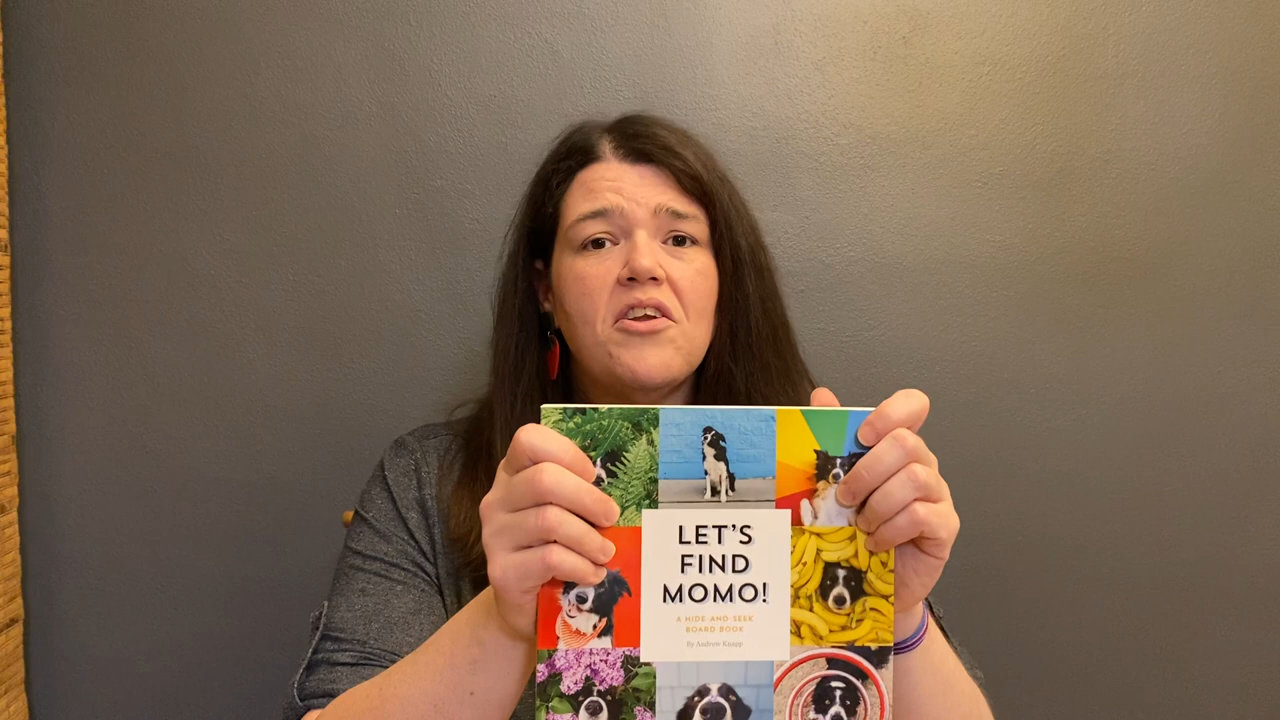 LET'S
FIND
MOMO!
A HIDE-AND-SEEK
BOARD BOOK
By Andrew Knapp